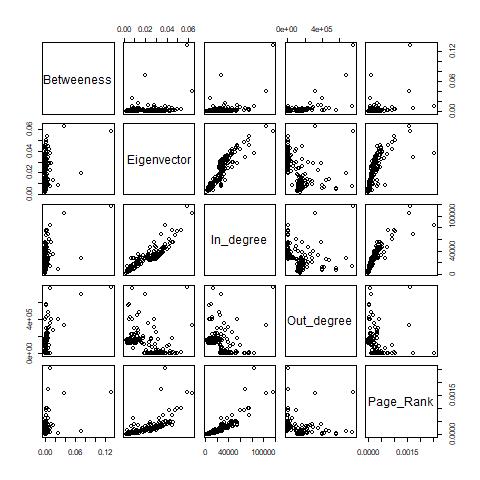 0.00 0.02 0.04 0.06 0e+00 4e+05
Betweeness 0.00 0.06 0.12
0.00 0.02 0.04 0.06 Eigenvector
In_degree 0 40000 100000
0e+00 4e+05 Out_degree
Page_Rank 0.0000 0.0015
0.00 0.06 0.12 0 40000 100000 0.0000 0.0015